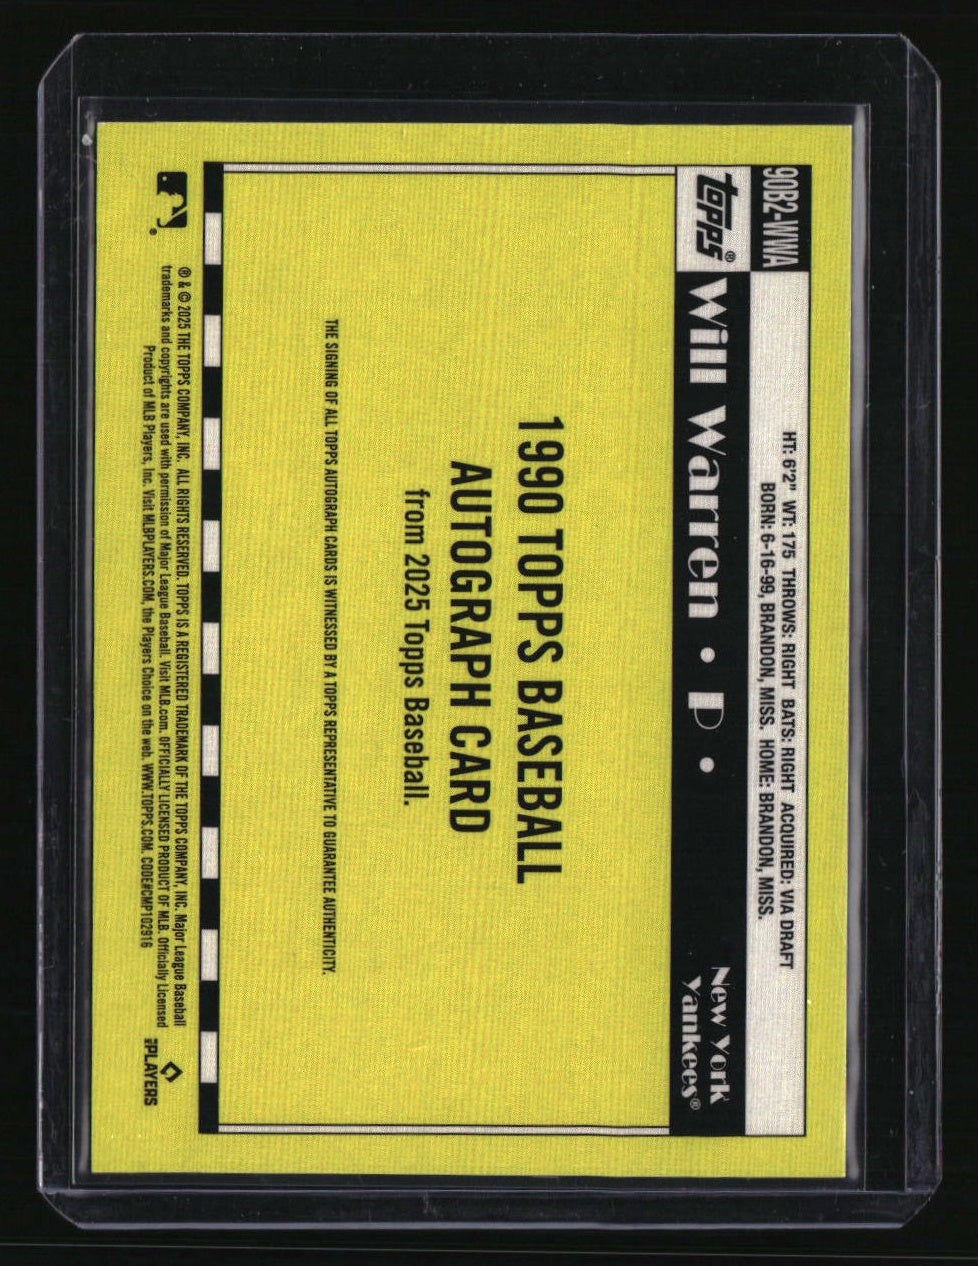 90B2-WWA
HT: 6'2" WT: 175 THROWS: RIGHT BATS: RIGHT ACQUIRED: VIA DRAFT
BORN: 6-16-99, BRANDON, MISS. HOME: BRANDON, MISS.
topps®
Will Warren • P •
New York
Yankees®
1990 TOPPS BASEBALL
AUTOGRAPH CARD
from 2025 Topps Baseball.
THE SIGNING OF ALL TOPPS AUTOGRAPH CARDS IS WITNESSED BY A TOPPS REPRESENTATIVE TO GUARANTEE AUTHENTICITY.
® & © 2025 THE TOPPS COMPANY, INC. ALL RIGHTS RESERVED. TOPPS IS A REGISTERED TRADEMARK OF THE TOPPS COMPANY, INC. Major League Baseball
trademarks and copyrights are used with permission of Major League Baseball. Visit MLB.com. OFFICIALLY LICENSED PRODUCT OF MLB. Officially Licensed
Product of MLB Players, Inc. Visit MLBPLAYERS.COM, the Players Choice on the web. WWW.TOPPS.COM. CODE#CMP102916
MLB PLAYERS